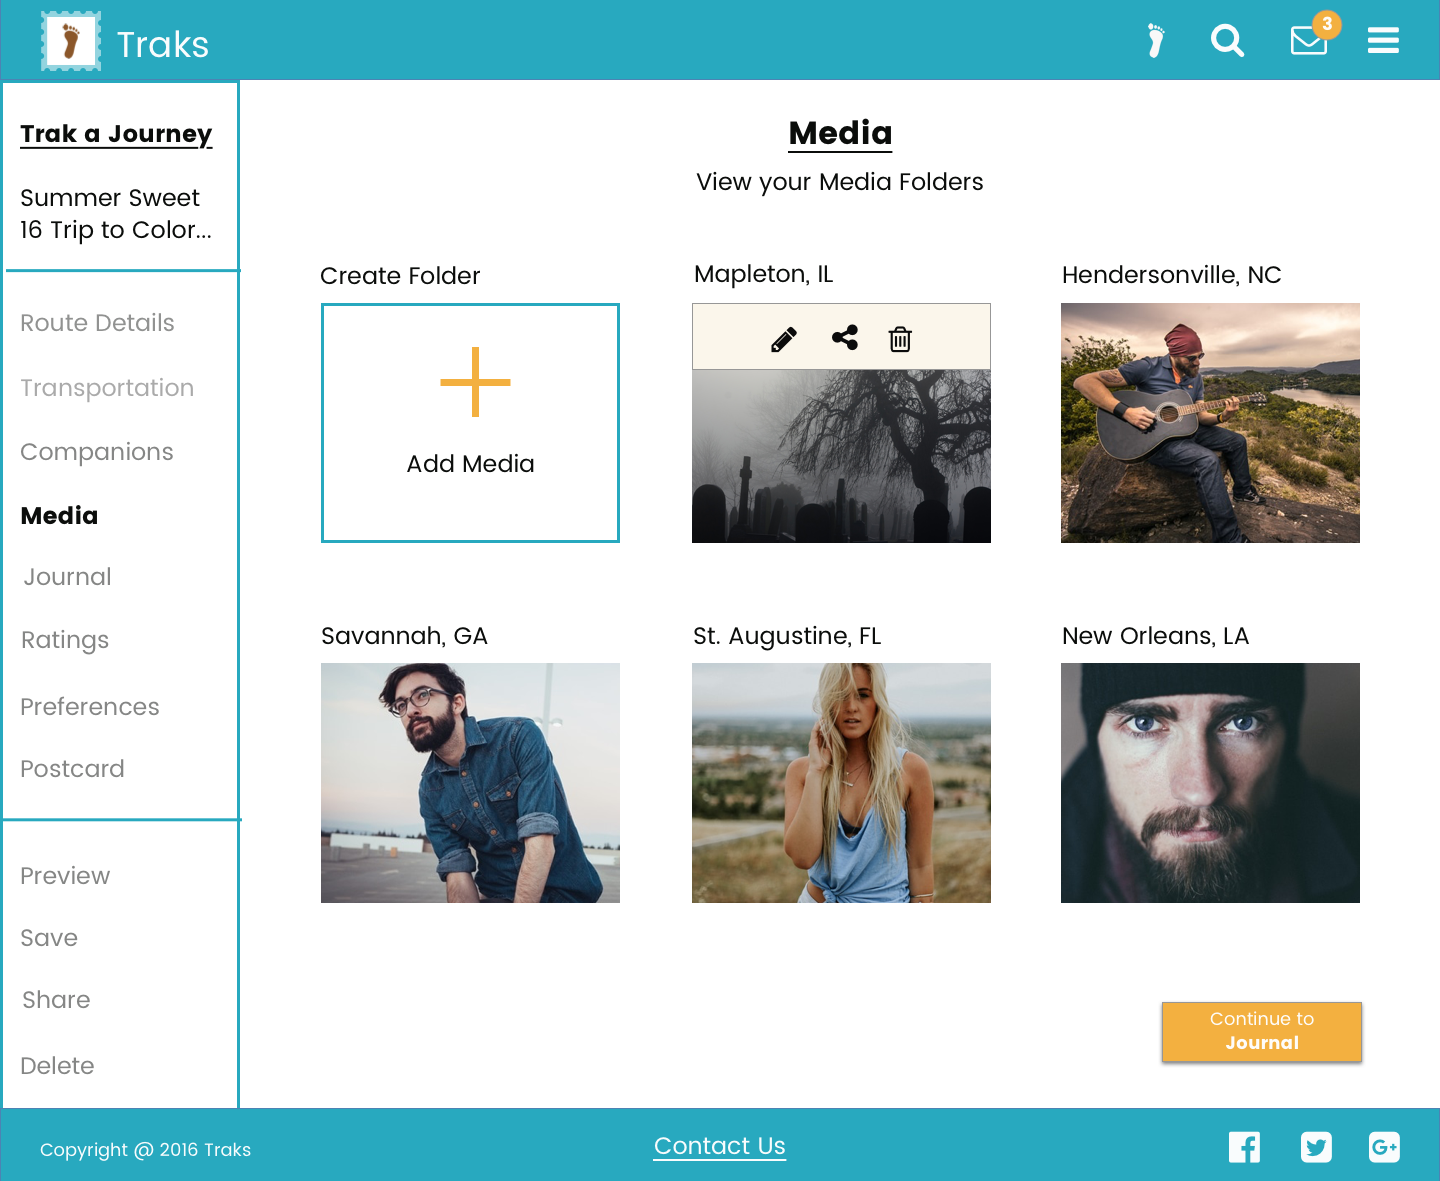 Traks
3
Trak a Journey
Summer Sweet
16 Trip to Color...
Route Details
Transportation
Companions
Media
Journal
Ratings
Preferences
Postcard
Preview
Save
Share
Delete
Media
View your Media Folders
Create Folder
Add Media
Mapleton, IL
Hendersonville, NC
Savannah, GA
St. Augustine, FL
New Orleans, LA
Continue to
Journal
Copyright @ 2016 Traks
Contact Us
G+